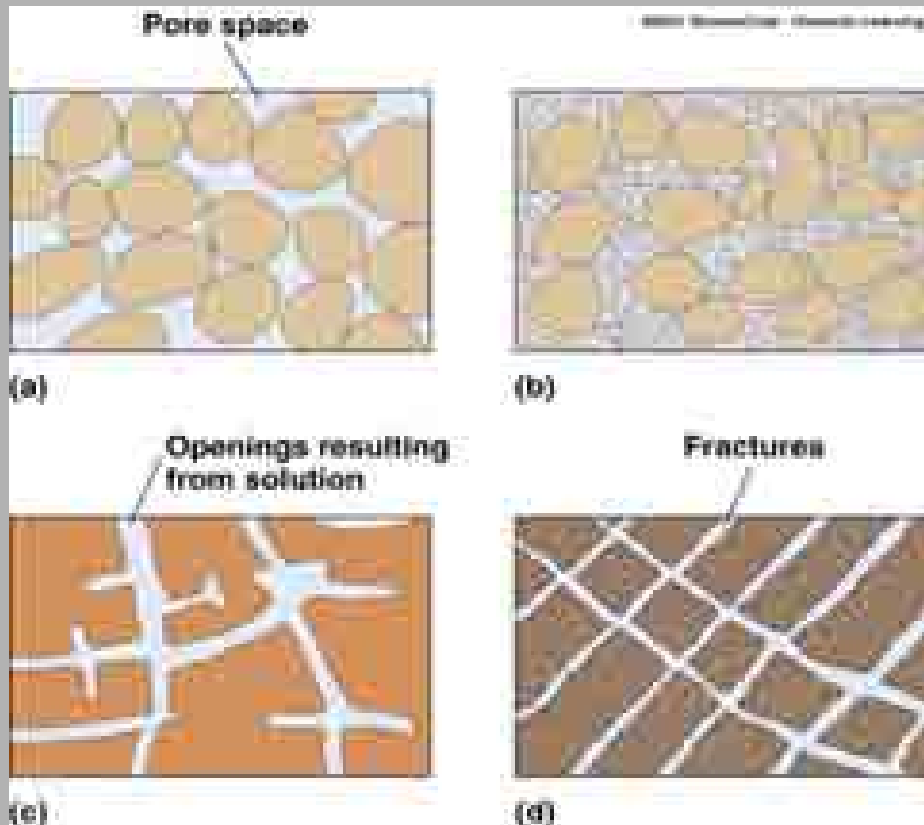 Pore space
(a)
(b)
Openings resulting
from solution
Fractures
(c)
(d)